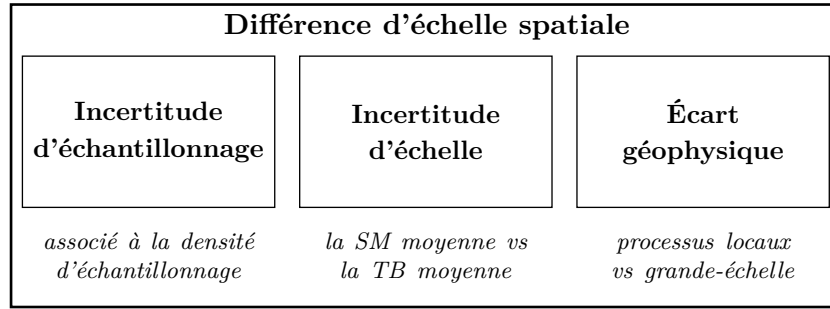 Différence d'échelle spatiale
Incertitude
d'échantillonnage
Incertitude
d'échelle
Écart
géophysique
associé à la densité
d'échantillonnage
la SM moyenne vs
la TB moyenne
processus locaux
vs grande-échelle